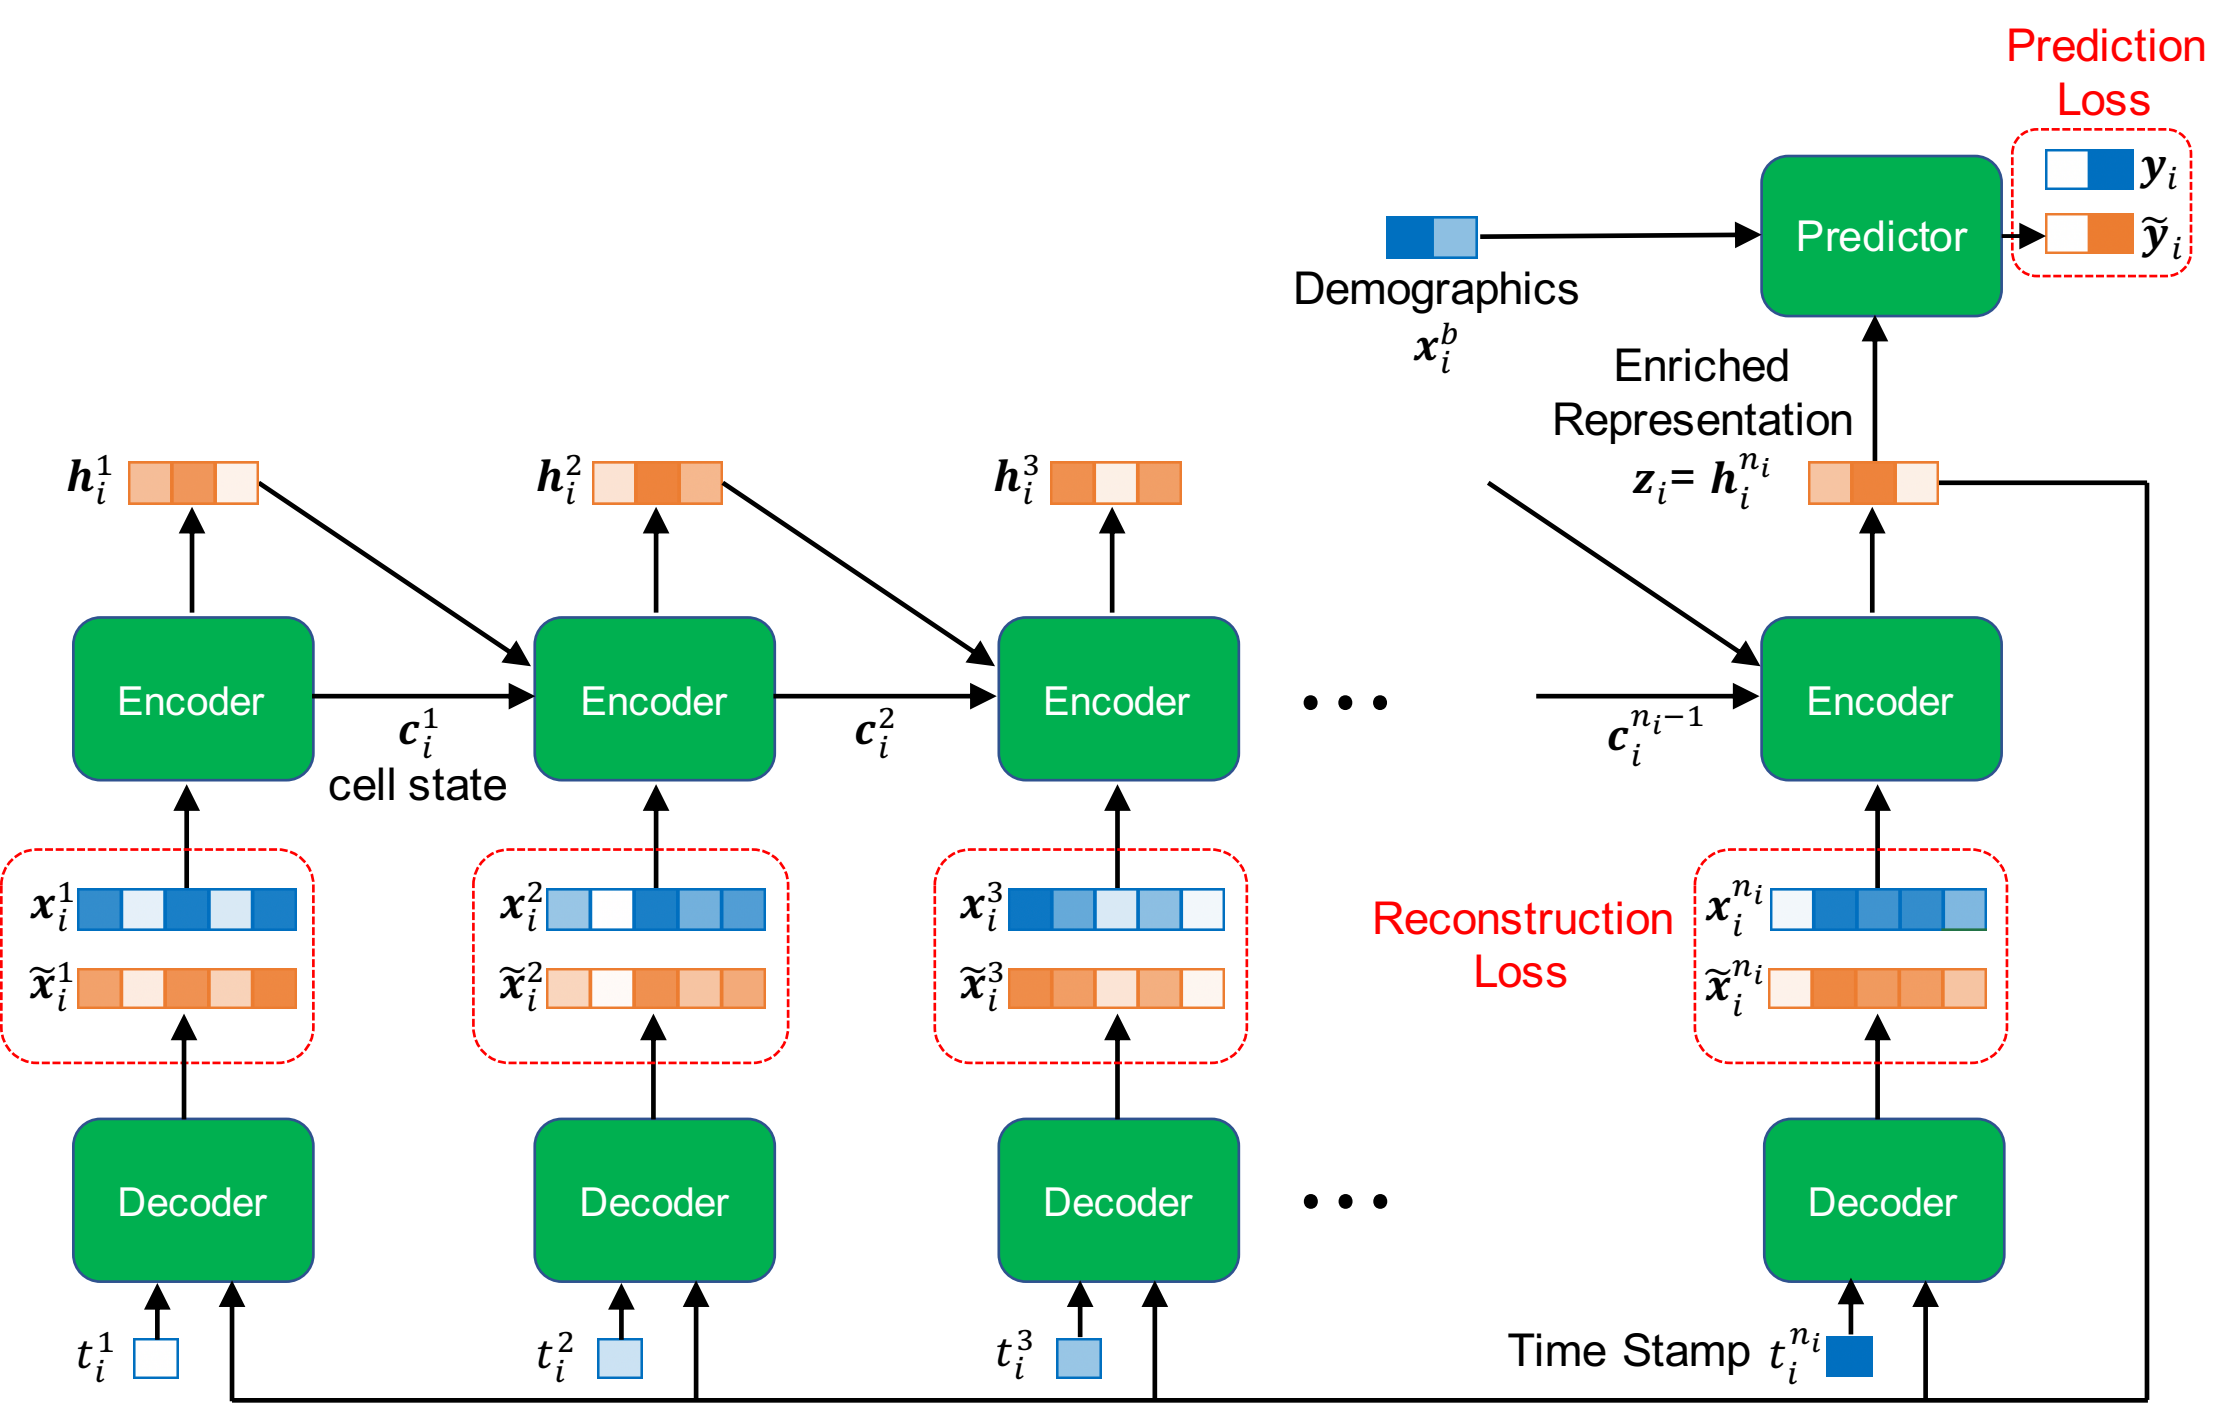 Prediction
Loss
y_i
Predictor
ỹ_i
Demographics
x_i^b
Enriched
Representation
z_i = h_i^{n_i}
h_i^1
h_i^2
h_i^3
Encoder
Encoder
Encoder
Encoder
c_i^1
cell state
c_i^2
...
c_i^{n_i-1}
x_i^1
x_i^2
x_i^3
x_i^{n_i}
Reconstruction
Loss
x̃_i^1
x̃_i^2
x̃_i^3
x̃_i^{n_i}
Decoder
Decoder
Decoder
...
Decoder
t_i^1
t_i^2
t_i^3
Time Stamp t_i^{n_i}